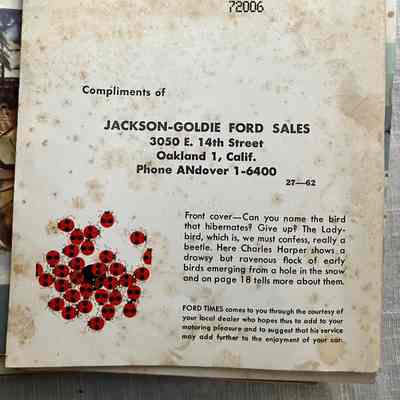 72006
Compliments of
JACKSON-GOLDIE FORD SALES
3050 E. 14th Street
Oakland 1, Calif.
Phone ANdover 1-6400
27—62
Front cover—Can you name the bird
that hibernates? Give up? The Lady-
bird, which is, we must confess, really a
beetle. Here Charles Harper shows a
drowsy but ravenous flock of early
birds emerging from a hole in the snow
and on page 18 tells more about them.
FORD TIMES comes to you through the courtesy of
your local dealer who hopes thus to add to your
motoring pleasure and to suggest that his service
may add further to the enjoyment of your car.